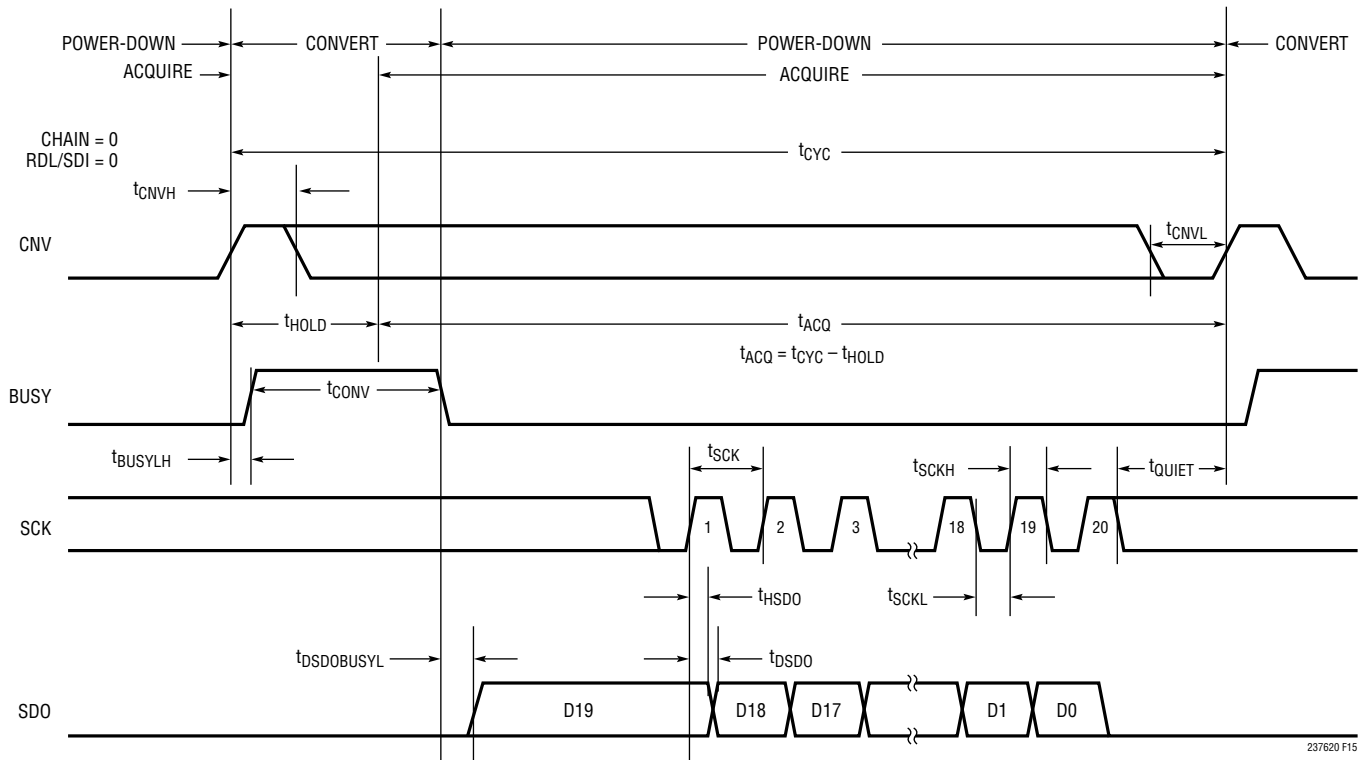 POWER-DOWN CONVERT POWER-DOWN CONVERT
ACQUIRE ACQUIRE
CHAIN = 0
RDL/SDI = 0
tCYC
tCNVH
CNV
tCNVL
tHOLD tACQ
tACQ = tCYC – tHOLD
BUSY
tCONV
tBUSYLH
tSCK tSCKH tQUIET
SCK
1 2 3 18 19 20
tHSDO tSCKL
tDSDOBUSYL tDSDO
SDO
D19 D18 D17 D1 D0
237620 F15